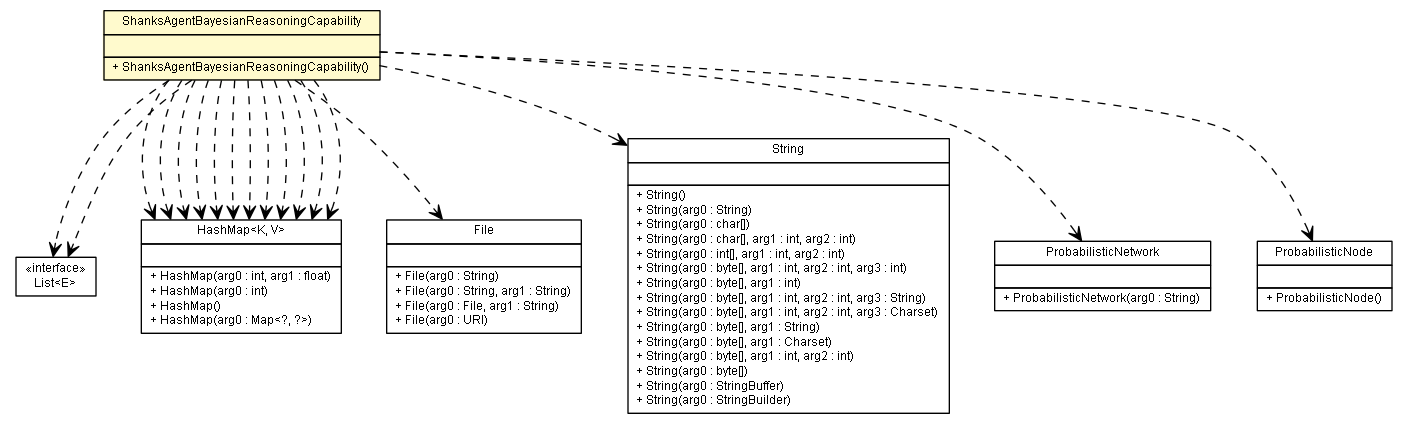 ShanksAgentBayesianReasoningCapability
+ ShanksAgentBayesianReasoningCapability()
«interface»
List<E>
HashMap<K, V>
+ HashMap(arg0 : int, arg1 : float)
+ HashMap(arg0 : int)
+ HashMap()
+ HashMap(arg0 : Map<?, ?>)
File
+ File(arg0 : String)
+ File(arg0 : String, arg1 : String)
+ File(arg0 : File, arg1 : String)
+ File(arg0 : URI)
String
+ String()
+ String(arg0 : String)
+ String(arg0 : char[])
+ String(arg0 : char[], arg1 : int, arg2 : int)
+ String(arg0 : int[], arg1 : int, arg2 : int)
+ String(arg0 : byte[], arg1 : int, arg2 : int, arg3 : int)
+ String(arg0 : byte[], arg1 : int)
+ String(arg0 : byte[], arg1 : int, arg2 : int, arg3 : String)
+ String(arg0 : byte[], arg1 : int, arg2 : int, arg3 : Charset)
+ String(arg0 : byte[], arg1 : String)
+ String(arg0 : byte[], arg1 : Charset)
+ String(arg0 : byte[], arg1 : int, arg2 : int)
+ String(arg0 : byte[])
+ String(arg0 : StringBuffer)
+ String(arg0 : StringBuilder)
ProbabilisticNetwork
+ ProbabilisticNetwork(arg0 : String)
ProbabilisticNode
+ ProbabilisticNode()